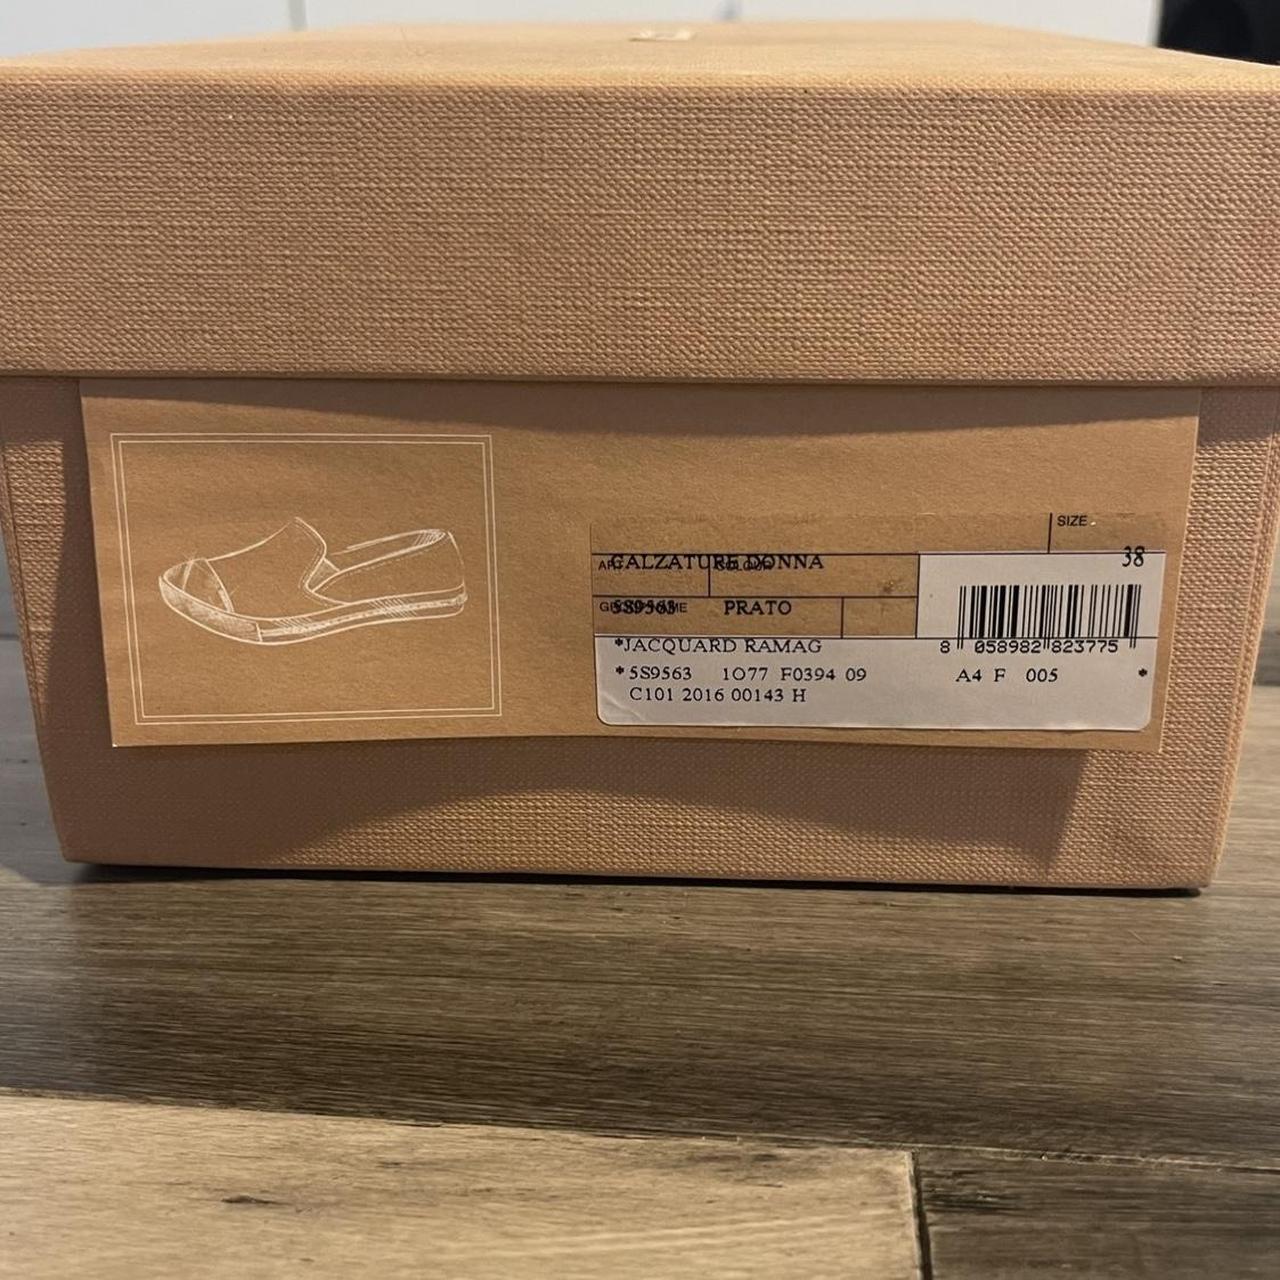 SIZE
CALZATURE DONNA 38
5S9563 PRATO
*JACQUARD RAMAG
8 058982 823775
*5S9563 1O77 F0394 09 A4 F 005 *
C101 2016 00143 H